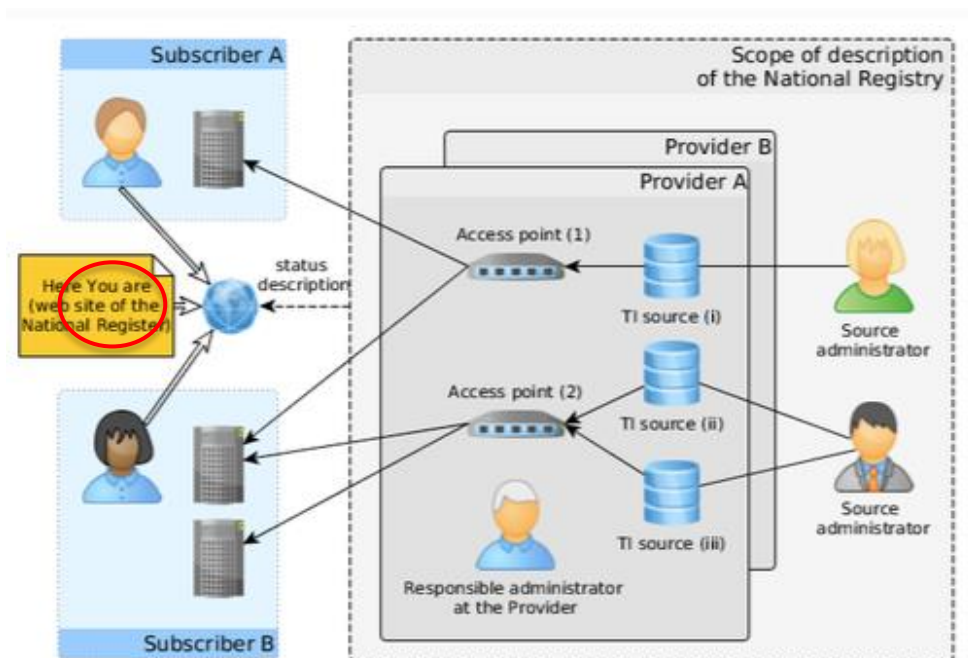 Subscriber A
Scope of description
of the National Registry
Provider B
Provider A
Access point (1)
status
description
Here You are
(web site of the
National Register)
TI source (i)
Source
administrator
Access point (2)
TI source (ii)
TI source (iii)
Source
administrator
Responsible administrator
at the Provider
Subscriber B